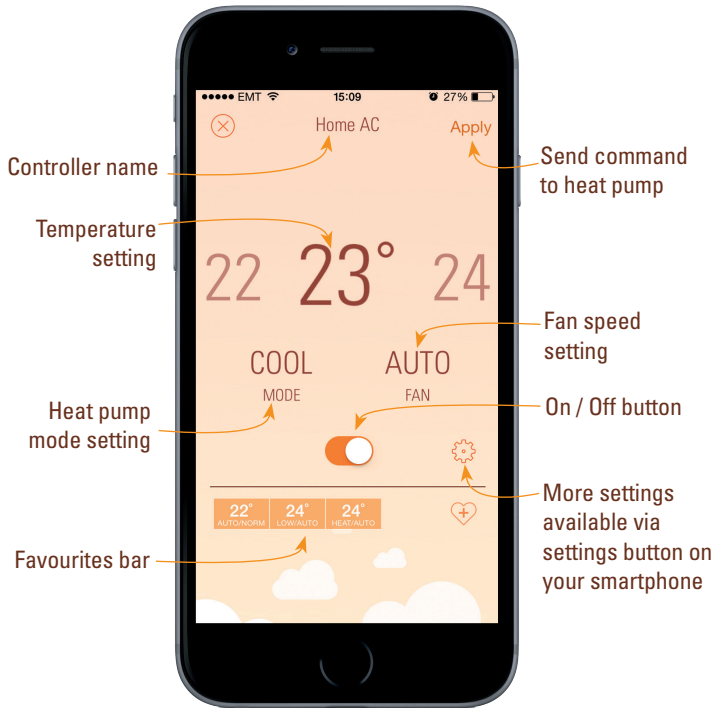 ●●●●● EMT 15:09 27%
Home AC
Apply
Controller name
Send command
to heat pump
Temperature
setting
22 23° 24
Fan speed
setting
COOL AUTO
MODE FAN
Heat pump
mode setting
On / Off button
22° 24° 24°
AUTO/NORM LOW/AUTO HEAT/AUTO
More settings
available via
settings button on
your smartphone
Favourites bar